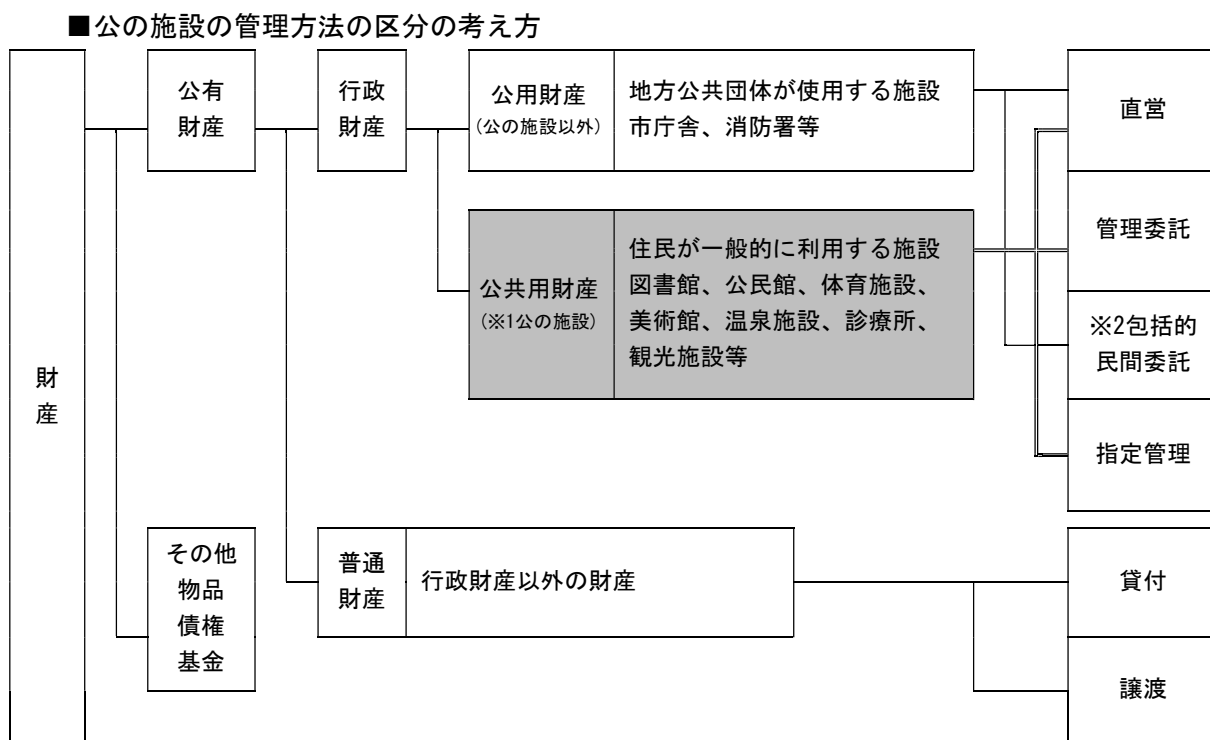 ■公の施設の管理方法の区分の考え方
財
産
公有
財産
行政
財産
公用財産
(公の施設以外)
地方公共団体が使用する施設
市庁舎、消防署等
公共用財産
(※1公の施設)
住民が一般的に利用する施設
図書館、公民館、体育施設、
美術館、温泉施設、診療所、
観光施設等
直営
管理委託
※2包括的
民間委託
指定管理
その他
物品
債権
基金
普通
財産
行政財産以外の財産
貸付
譲渡